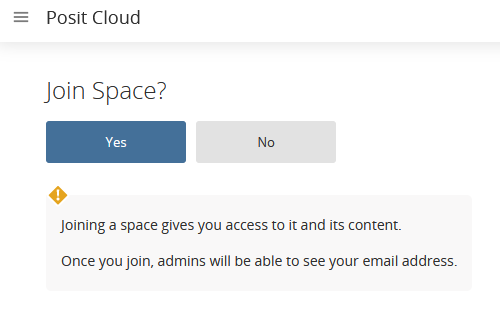 Posit Cloud
Join Space?
Yes
No
Joining a space gives you access to it and its content.
Once you join, admins will be able to see your email address.